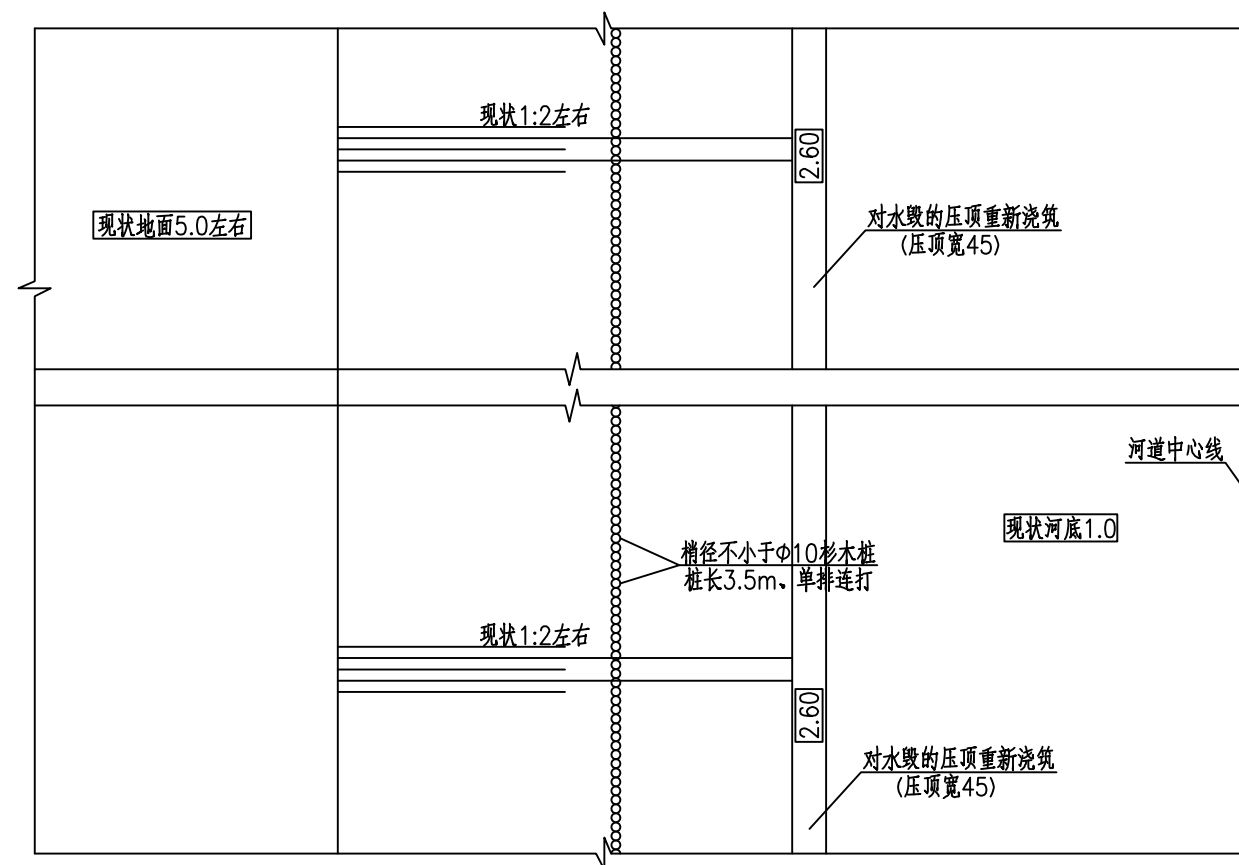 现状1:2左右
2.60
现状地面5.0左右
对水毁的压顶重新浇筑
(压顶宽45)
河道中心线
现状河底1.0
梢径不小于Φ10杉木桩
桩长3.5m、单排连打
现状1:2左右
2.60
对水毁的压顶重新浇筑
(压顶宽45)